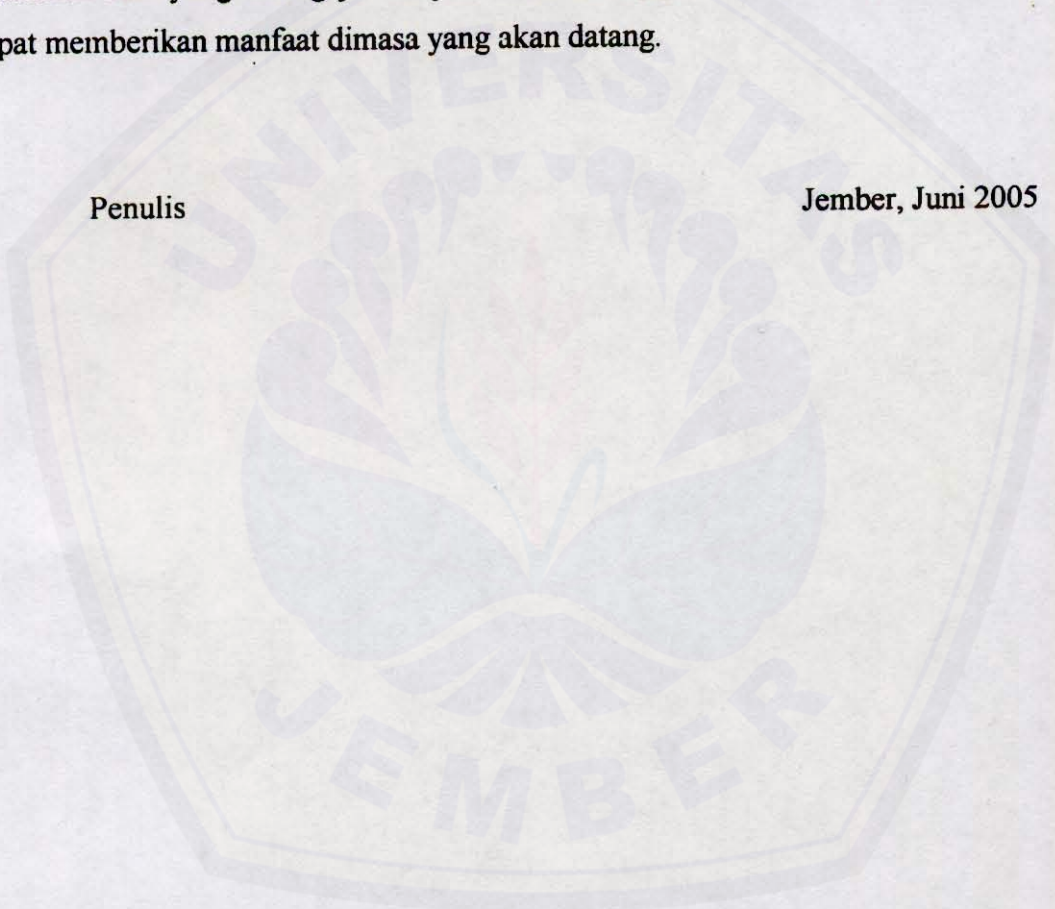 pat memberikan manfaat dimasa yang akan datang.
Penulis Jember, Juni 2005
UNIVERSITAS
JEMBER